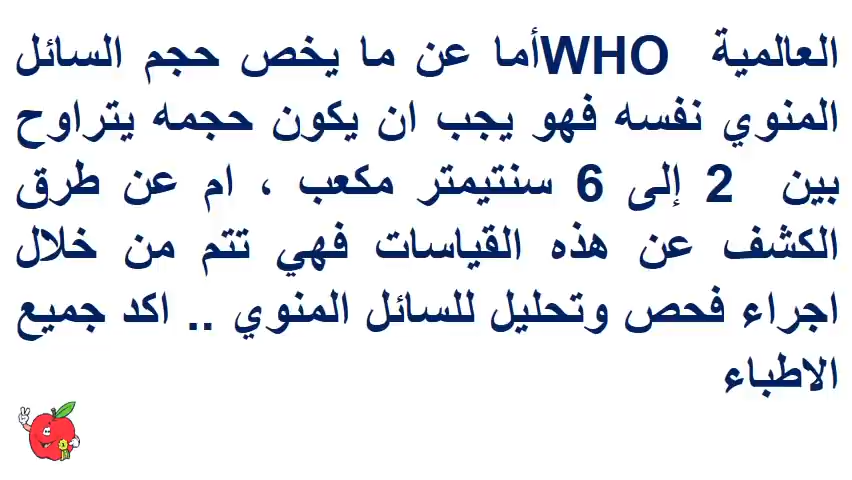 العالمية WHOأما عن ما يخص حجم السائل
المنوي نفسه فهو يجب ان يكون حجمه يتراوح
بين 2 إلى 6 سنتيمتر مكعب ، ام عن طرق
الكشف عن هذه القياسات فهي تتم من خلال
اجراء فحص وتحليل للسائل المنوي .. اكد جميع
الاطباء